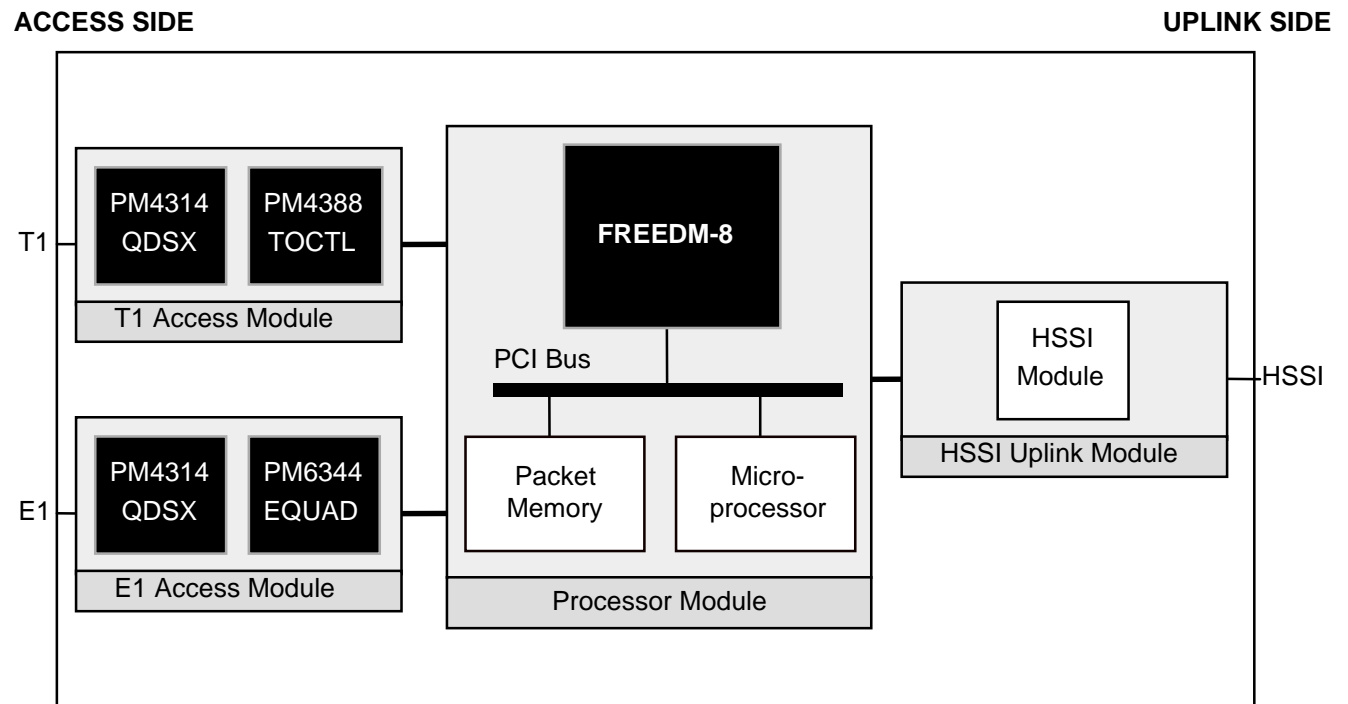 ACCESS SIDE
UPLINK SIDE
PM4314
QDSX
PM4388
TOCTL
T1
T1 Access Module
PM4314
QDSX
PM6344
EQUAD
E1
E1 Access Module
FREEDM-8
PCI Bus
Packet
Memory
Micro-
processor
Processor Module
HSSI
Module
HSSI Uplink Module
HSSI